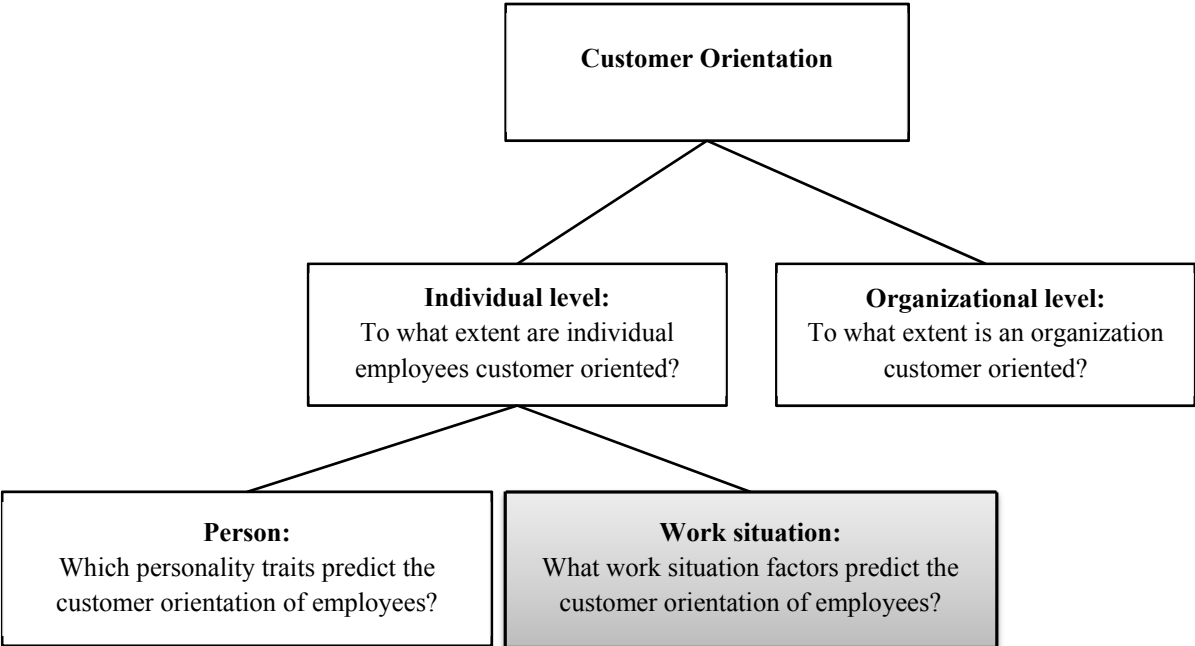 Customer Orientation
Individual level:
To what extent are individual
employees customer oriented?
Organizational level:
To what extent is an organization
customer oriented?
Person:
Which personality traits predict the
customer orientation of employees?
Work situation:
What work situation factors predict the
customer orientation of employees?